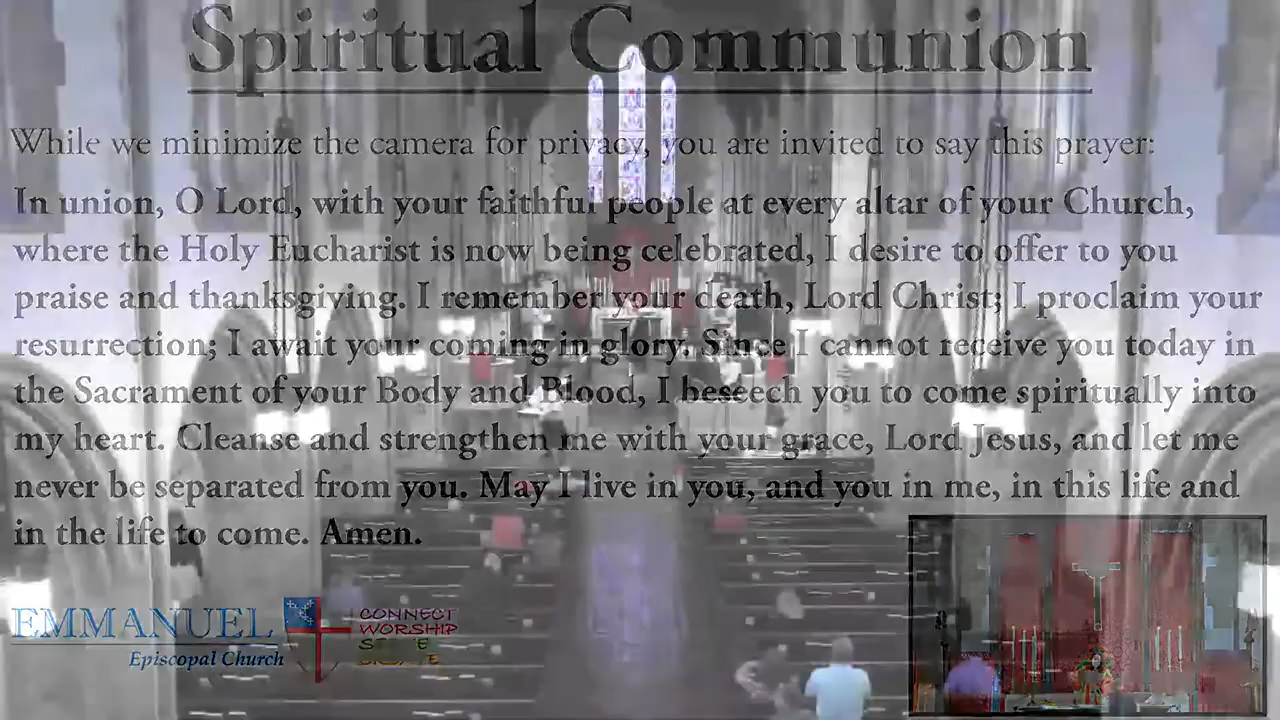 Spiritual Communion
While we minimize the camera for privacy, you are invited to say this prayer:
In union, O Lord, with your faithful people at every altar of your Church,
where the Holy Eucharist is now being celebrated, I desire to offer to you
praise and thanksgiving. I remember your death, Lord Christ; I proclaim your
resurrection; I await your coming in glory. Since I cannot receive you today in
the Sacrament of your Body and Blood, I beseech you to come spiritually into
my heart. Cleanse and strengthen me with your grace, Lord Jesus, and let me
never be separated from you. May I live in you, and you in me, in this life and
in the life to come. Amen.
EMMANUEL
Episcopal Church
CONNECT
WORSHIP